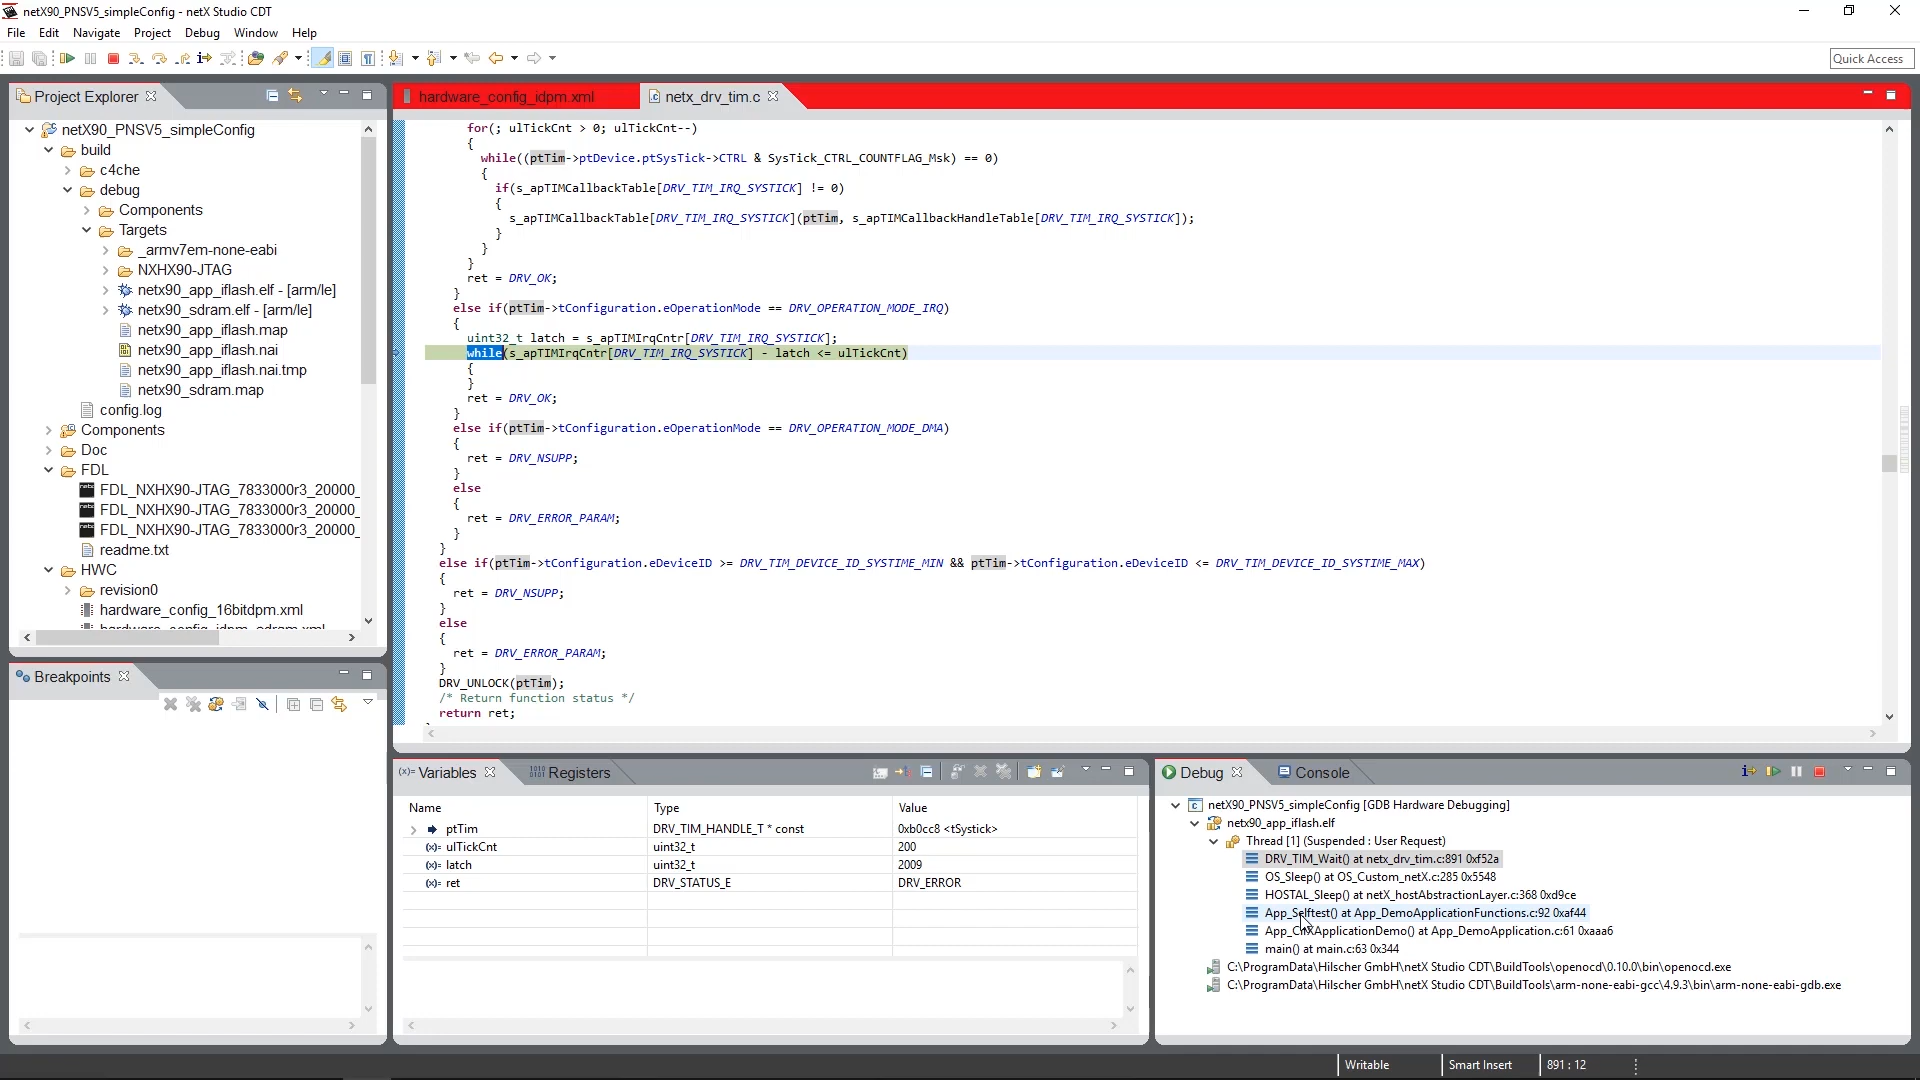 netX90_PNSV5_simpleConfig - netX Studio CDT
File Edit Navigate Project Debug Window Help
Quick Access
Project Explorer
netX90_PNSV5_simpleConfig
build
c4che
debug
Components
Targets
_armv7em-none-eabi
NXHX90-JTAG
netx90_app_iflash.elf - [arm/le]
netx90_sdram.elf - [arm/le]
netx90_app_iflash.map
netx90_app_iflash.nai
netx90_app_iflash.nai.tmp
netx90_sdram.map
config.log
Components
Doc
FDL
FDL_NXHX90-JTAG_7833000r3_20000_
FDL_NXHX90-JTAG_7833000r3_20000_
FDL_NXHX90-JTAG_7833000r3_20000_
readme.txt
HWC
revision0
hardware_config_16bitdpm.xml
hardware_config_idpm.xml
netx_drv_tim.c
for(; ulTickCnt > 0; ulTickCnt--)
{
while((ptTim->ptDevice.ptSysTick->CTRL & SysTick_CTRL_COUNTFLAG_Msk) == 0)
{
if(s_apTIMCallbackTable[DRV_TIM_IRQ_SYSTICK] != 0)
{
s_apTIMCallbackTable[DRV_TIM_IRQ_SYSTICK](ptTim, s_apTIMCallbackHandleTable[DRV_TIM_IRQ_SYSTICK]);
}
}
}
ret = DRV_OK;
}
else if(ptTim->tConfiguration.eOperationMode == DRV_OPERATION_MODE_IRQ)
{
uint32_t latch = s_apTIMIrqCntr[DRV_TIM_IRQ_SYSTICK];
while(s_apTIMIrqCntr[DRV_TIM_IRQ_SYSTICK] - latch <= ulTickCnt)
{
}
ret = DRV_OK;
}
else if(ptTim->tConfiguration.eOperationMode == DRV_OPERATION_MODE_DMA)
{
ret = DRV_NSUPP;
}
else
{
ret = DRV_ERROR_PARAM;
}
}
else if(ptTim->tConfiguration.eDeviceID >= DRV_TIM_DEVICE_ID_SYSTIME_MIN && ptTim->tConfiguration.eDeviceID <= DRV_TIM_DEVICE_ID_SYSTIME_MAX)
{
ret = DRV_NSUPP;
}
else
{
ret = DRV_ERROR_PARAM;
}
DRV_UNLOCK(ptTim);
/* Return function status */
return ret;
Breakpoints
Variables
Registers
Name Type Value
ptTim DRV_TIM_HANDLE_T * const 0xb0cc8 <tSystick>
ulTickCnt uint32_t 200
latch uint32_t 2009
ret DRV_STATUS_E DRV_ERROR
Debug
Console
netX90_PNSV5_simpleConfig [GDB Hardware Debugging]
netx90_app_iflash.elf
Thread [1] (Suspended : User Request)
DRV_TIM_Wait() at netx_drv_tim.c:891 0xf52a
OS_Sleep() at OS_Custom_netX.c:285 0x5548
HOSTAL_Sleep() at netX_hostAbstractionLayer.c:368 0xd9ce
App_Selftest() at App_DemoApplicationFunctions.c:92 0xaf44
App_CifXApplicationDemo() at App_DemoApplication.c:61 0xaaa6
main() at main.c:63 0x344
C:\ProgramData\Hilscher GmbH\netX Studio CDT\BuildTools\openocd\0.10.0\bin\openocd.exe
C:\ProgramData\Hilscher GmbH\netX Studio CDT\BuildTools\arm-none-eabi-gcc\4.9.3\bin\arm-none-eabi-gdb.exe
Writable
Smart Insert
891 : 12